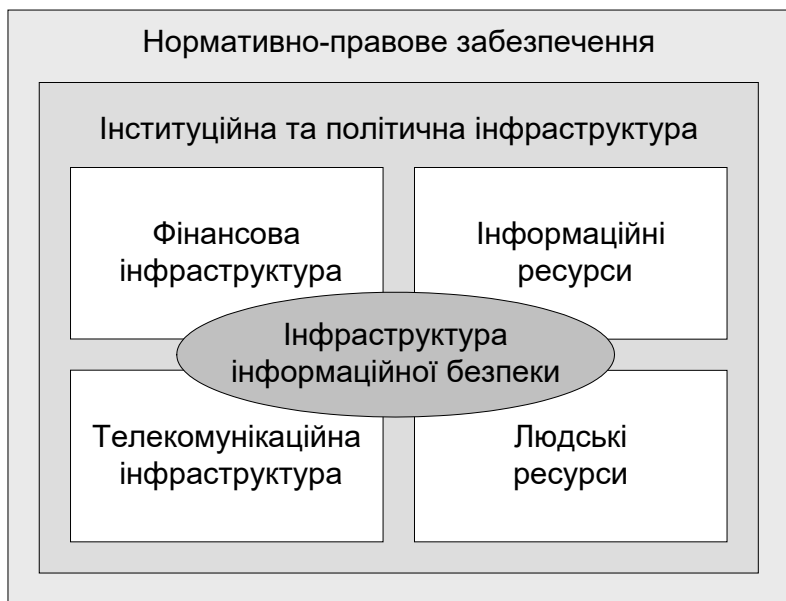 Нормативно-правове забезпечення
Інституційна та політична інфраструктура
Фінансова
інфраструктура
Інформаційні
ресурси
Інфраструктура
інформаційної безпеки
Телекомунікаційна
інфраструктура
Людські
ресурси